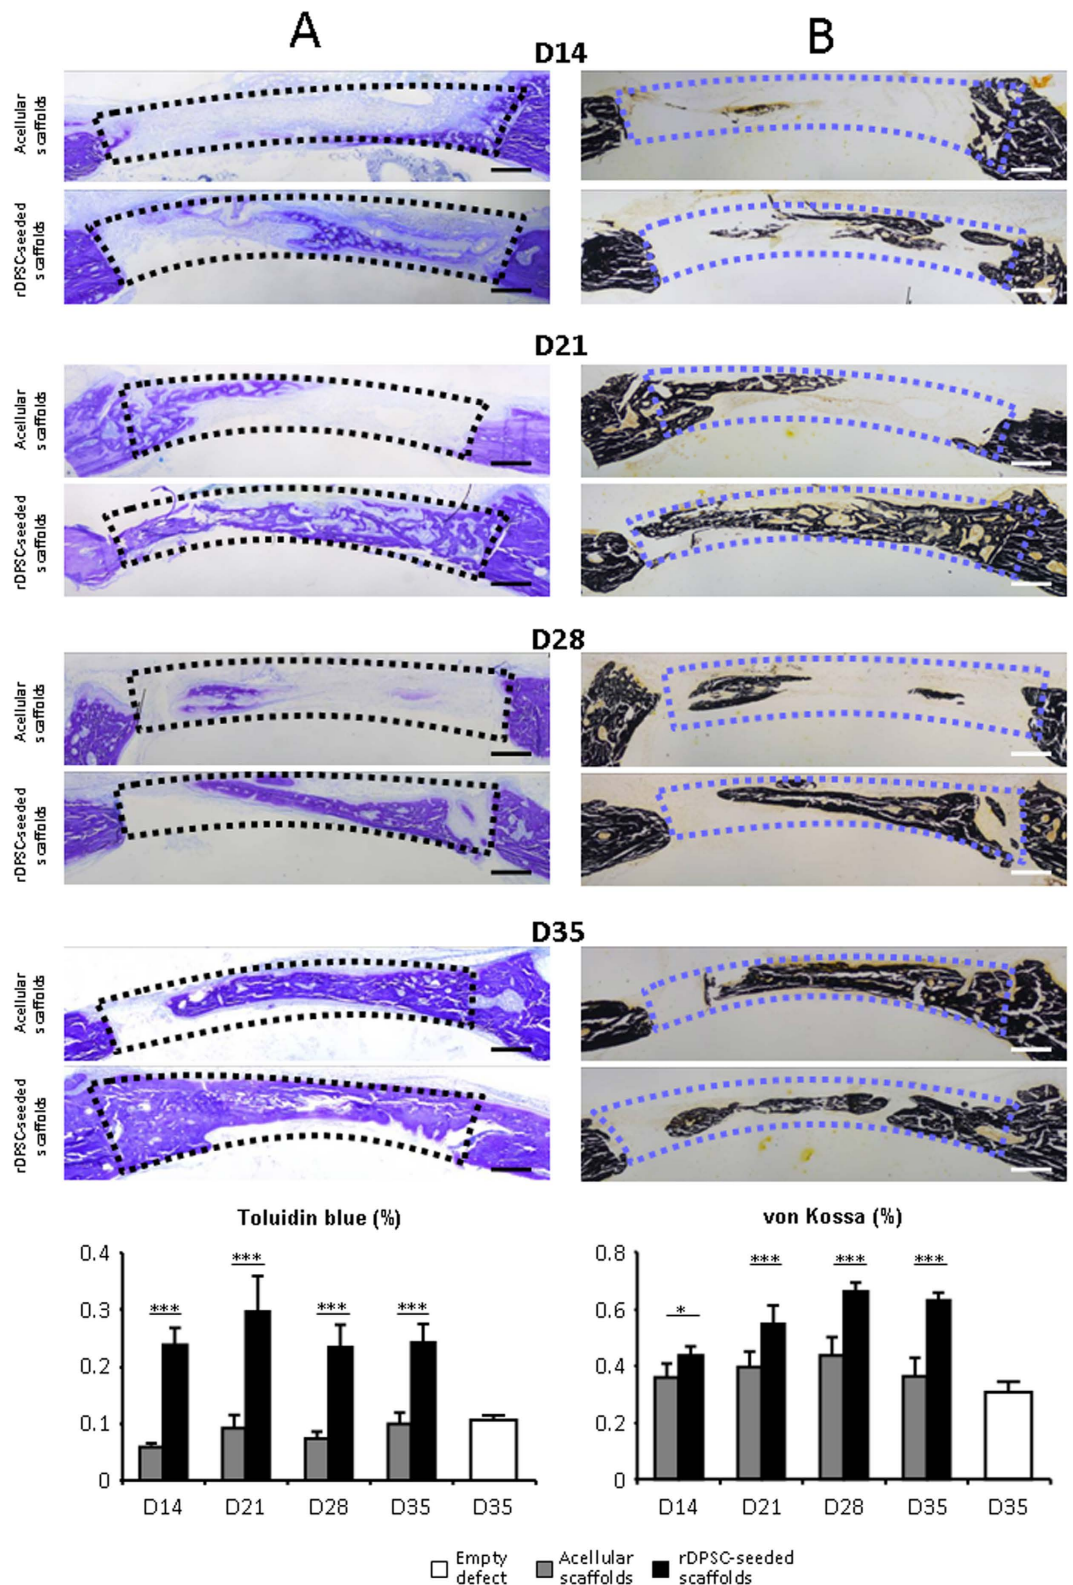 A
B
D14
Acellular
scaffolds
rDPSC-seeded
scaffolds
D21
Acellular
scaffolds
rDPSC-seeded
scaffolds
D28
Acellular
scaffolds
rDPSC-seeded
scaffolds
D35
Acellular
scaffolds
rDPSC-seeded
scaffolds
Toluidin blue (%)
0.4
0.3
0.2
0.1
0
***
***
***
***
D14 D21 D28 D35 D35
von Kossa (%)
0.8
0.6
0.4
0.2
0
*
***
***
***
D14 D21 D28 D35 D35
Empty
defect
Acellular
scaffolds
rDPSC-seeded
scaffolds